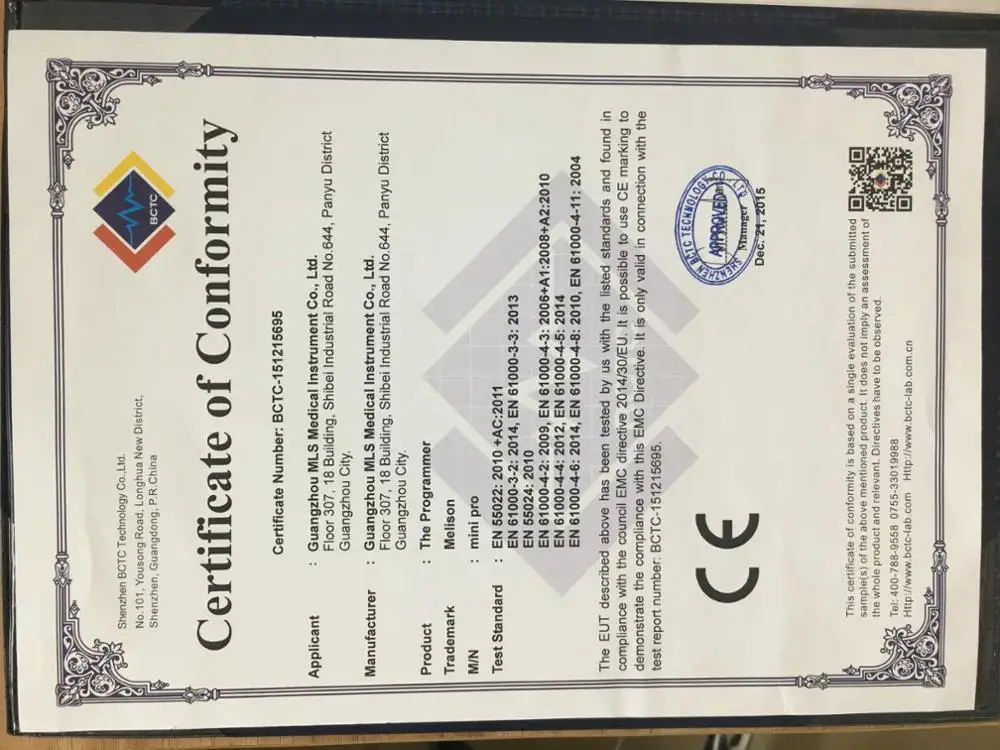 BCTC
Shenzhen BCTC Technology Co.,Ltd.
No.101, Yousong Road, Longhua New District,
Shenzhen, Guangdong, P.R.China
Certificate of Conformity
Certificate Number: BCTC-151215695
Applicant : Guangzhou MLS Medical Instrument Co., Ltd.
Floor 307, 18 Building, Shibei Industrial Road No.644, Panyu District
Guangzhou City.
Manufacturer : Guangzhou MLS Medical Instrument Co., Ltd.
Floor 307, 18 Building, Shibei Industrial Road No.644, Panyu District
Guangzhou City.
Product : The Programmer
Trademark : Melison
M/N : mini pro
Test Standard : EN 55022: 2010 +AC:2011
EN 61000-3-2: 2014, EN 61000-3-3: 2013
EN 55024: 2010
EN 61000-4-2: 2009, EN 61000-4-3: 2006+A1:2008+A2:2010
EN 61000-4-4: 2012, EN 61000-4-5: 2014
EN 61000-4-6: 2014, EN 61000-4-8: 2010, EN 61000-4-11: 2004
The EUT described above has been tested by us with the listed standards and found in
compliance with the council EMC directive 2014/30/EU. It is possible to use CE marking to
demonstrate the compliance with this EMC Directive. It is only valid in connection with the
test report number: BCTC-151215695.
CE
SHENZHEN BCTC TECHNOLOGY CO., LTD.
APPROVED
Manager
Dec. 21, 2015
This certificate of conformity is based on a single evaluation of the submitted
sample(s) of the above mentioned product. It does not imply an assessment of
the whole product and relevant. Directives have to be observed.
Tel: 400-788-9558 0755-33019988
Http://www.bctc-lab.com Http://www.bctc-lab.com.cn